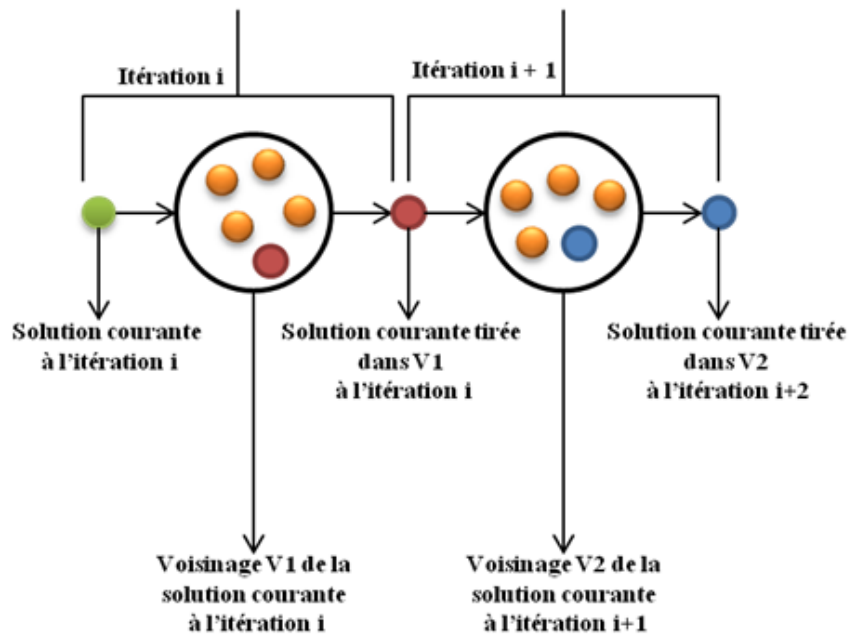 Itération i
Itération i + 1
Solution courante
à l'itération i
Solution courante tirée
dans V1
à l'itération i
Solution courante tirée
dans V2
à l'itération i+2
Voisinage V1 de la
solution courante
à l'itération i
Voisinage V2 de la
solution courante
à l'itération i+1